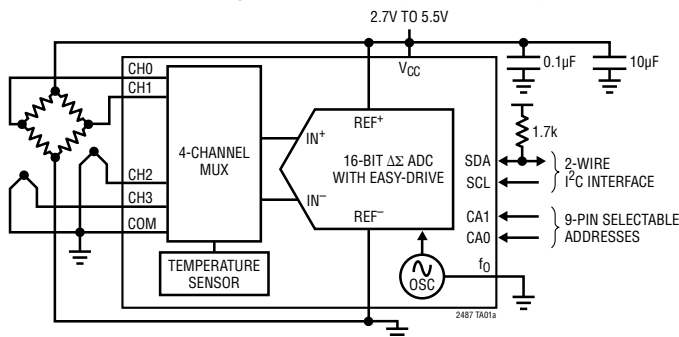 2.7V TO 5.5V
0.1µF
10µF
V_CC
CH0
CH1
REF⁺
1.7k
4-CHANNEL
MUX
IN⁺
16-BIT ΔΣ ADC
WITH EASY-DRIVE
SDA
2-WIRE
I²C INTERFACE
CH2
SCL
CH3
IN⁻
COM
REF⁻
CA1
9-PIN SELECTABLE
ADDRESSES
CA0
TEMPERATURE
SENSOR
f_O
OSC
2487 TA01a